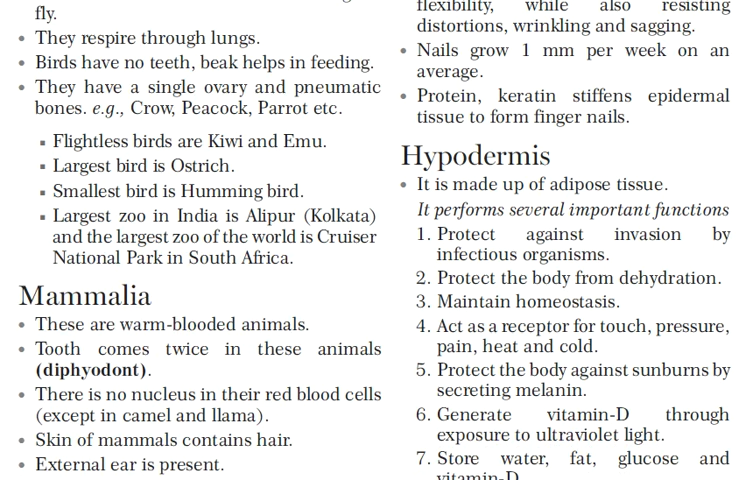 fly.
• They respire through lungs.
• Birds have no teeth, beak helps in feeding.
• They have a single ovary and pneumatic
bones. e.g., Crow, Peacock, Parrot etc.
▪ Flightless birds are Kiwi and Emu.
▪ Largest bird is Ostrich.
▪ Smallest bird is Humming bird.
▪ Largest zoo in India is Alipur (Kolkata)
and the largest zoo of the world is Cruiser
National Park in South Africa.
Mammalia
• These are warm-blooded animals.
• Tooth comes twice in these animals
(diphyodont).
• There is no nucleus in their red blood cells
(except in camel and llama).
• Skin of mammals contains hair.
• External ear is present.
flexibility, while also resisting
distortions, wrinkling and sagging.
• Nails grow 1 mm per week on an
average.
• Protein, keratin stiffens epidermal
tissue to form finger nails.
Hypodermis
• It is made up of adipose tissue.
It performs several important functions
1. Protect against invasion by
infectious organisms.
2. Protect the body from dehydration.
3. Maintain homeostasis.
4. Act as a receptor for touch, pressure,
pain, heat and cold.
5. Protect the body against sunburns by
secreting melanin.
6. Generate vitamin-D through
exposure to ultraviolet light.
7. Store water, fat, glucose and
vitamin-D